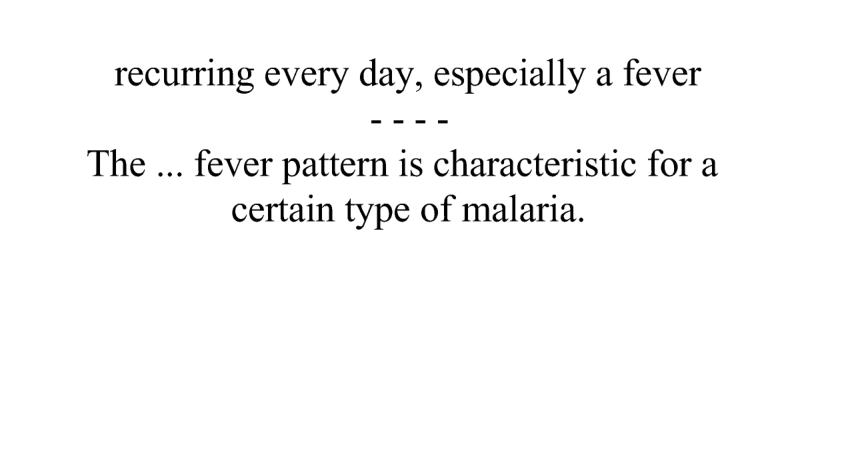 recurring every day, especially a fever
- - - -
The ... fever pattern is characteristic for a
certain type of malaria.